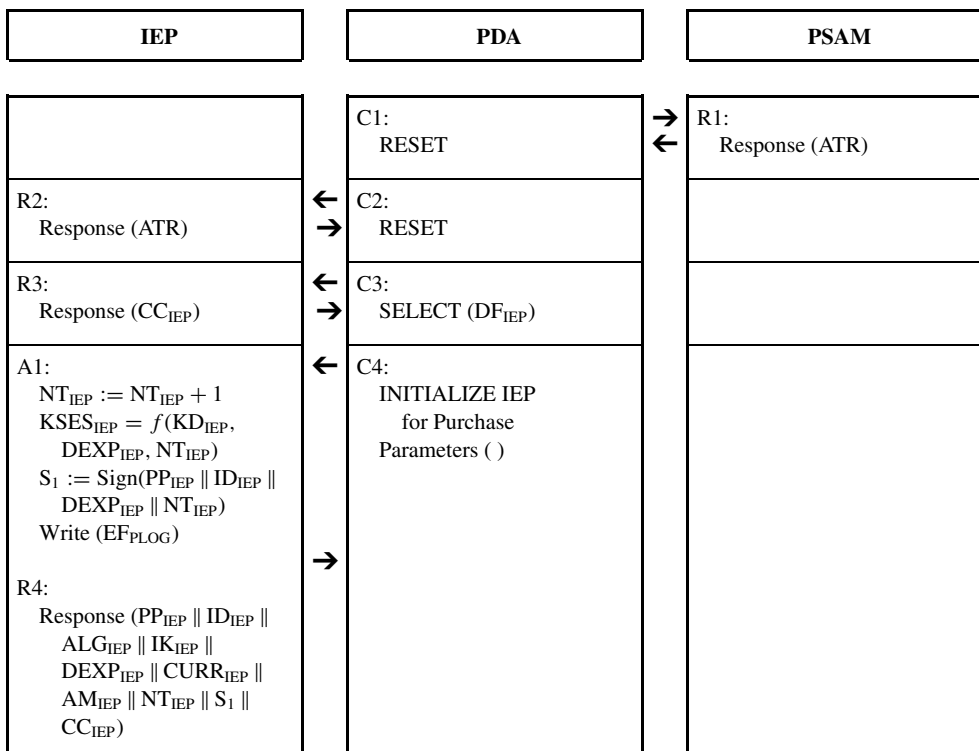 IEP
PDA
PSAM
C1:
RESET
➔
🡨
R1:
Response (ATR)
R2:
Response (ATR)
🡨
➔
C2:
RESET
R3:
Response (CC_IEP)
🡨
➔
C3:
SELECT (DF_IEP)
A1:
NT_IEP := NT_IEP + 1
KSES_IEP = f(KD_IEP,
DEXP_IEP, NT_IEP)
S_1 := Sign(PP_IEP || ID_IEP ||
DEXP_IEP || NT_IEP)
Write (EF_PLOG)
🡨
➔
C4:
INITIALIZE IEP
for Purchase
Parameters ( )
R4:
Response (PP_IEP || ID_IEP ||
ALG_IEP || IK_IEP ||
DEXP_IEP || CURR_IEP ||
AM_IEP || NT_IEP || S_1 ||
CC_IEP)